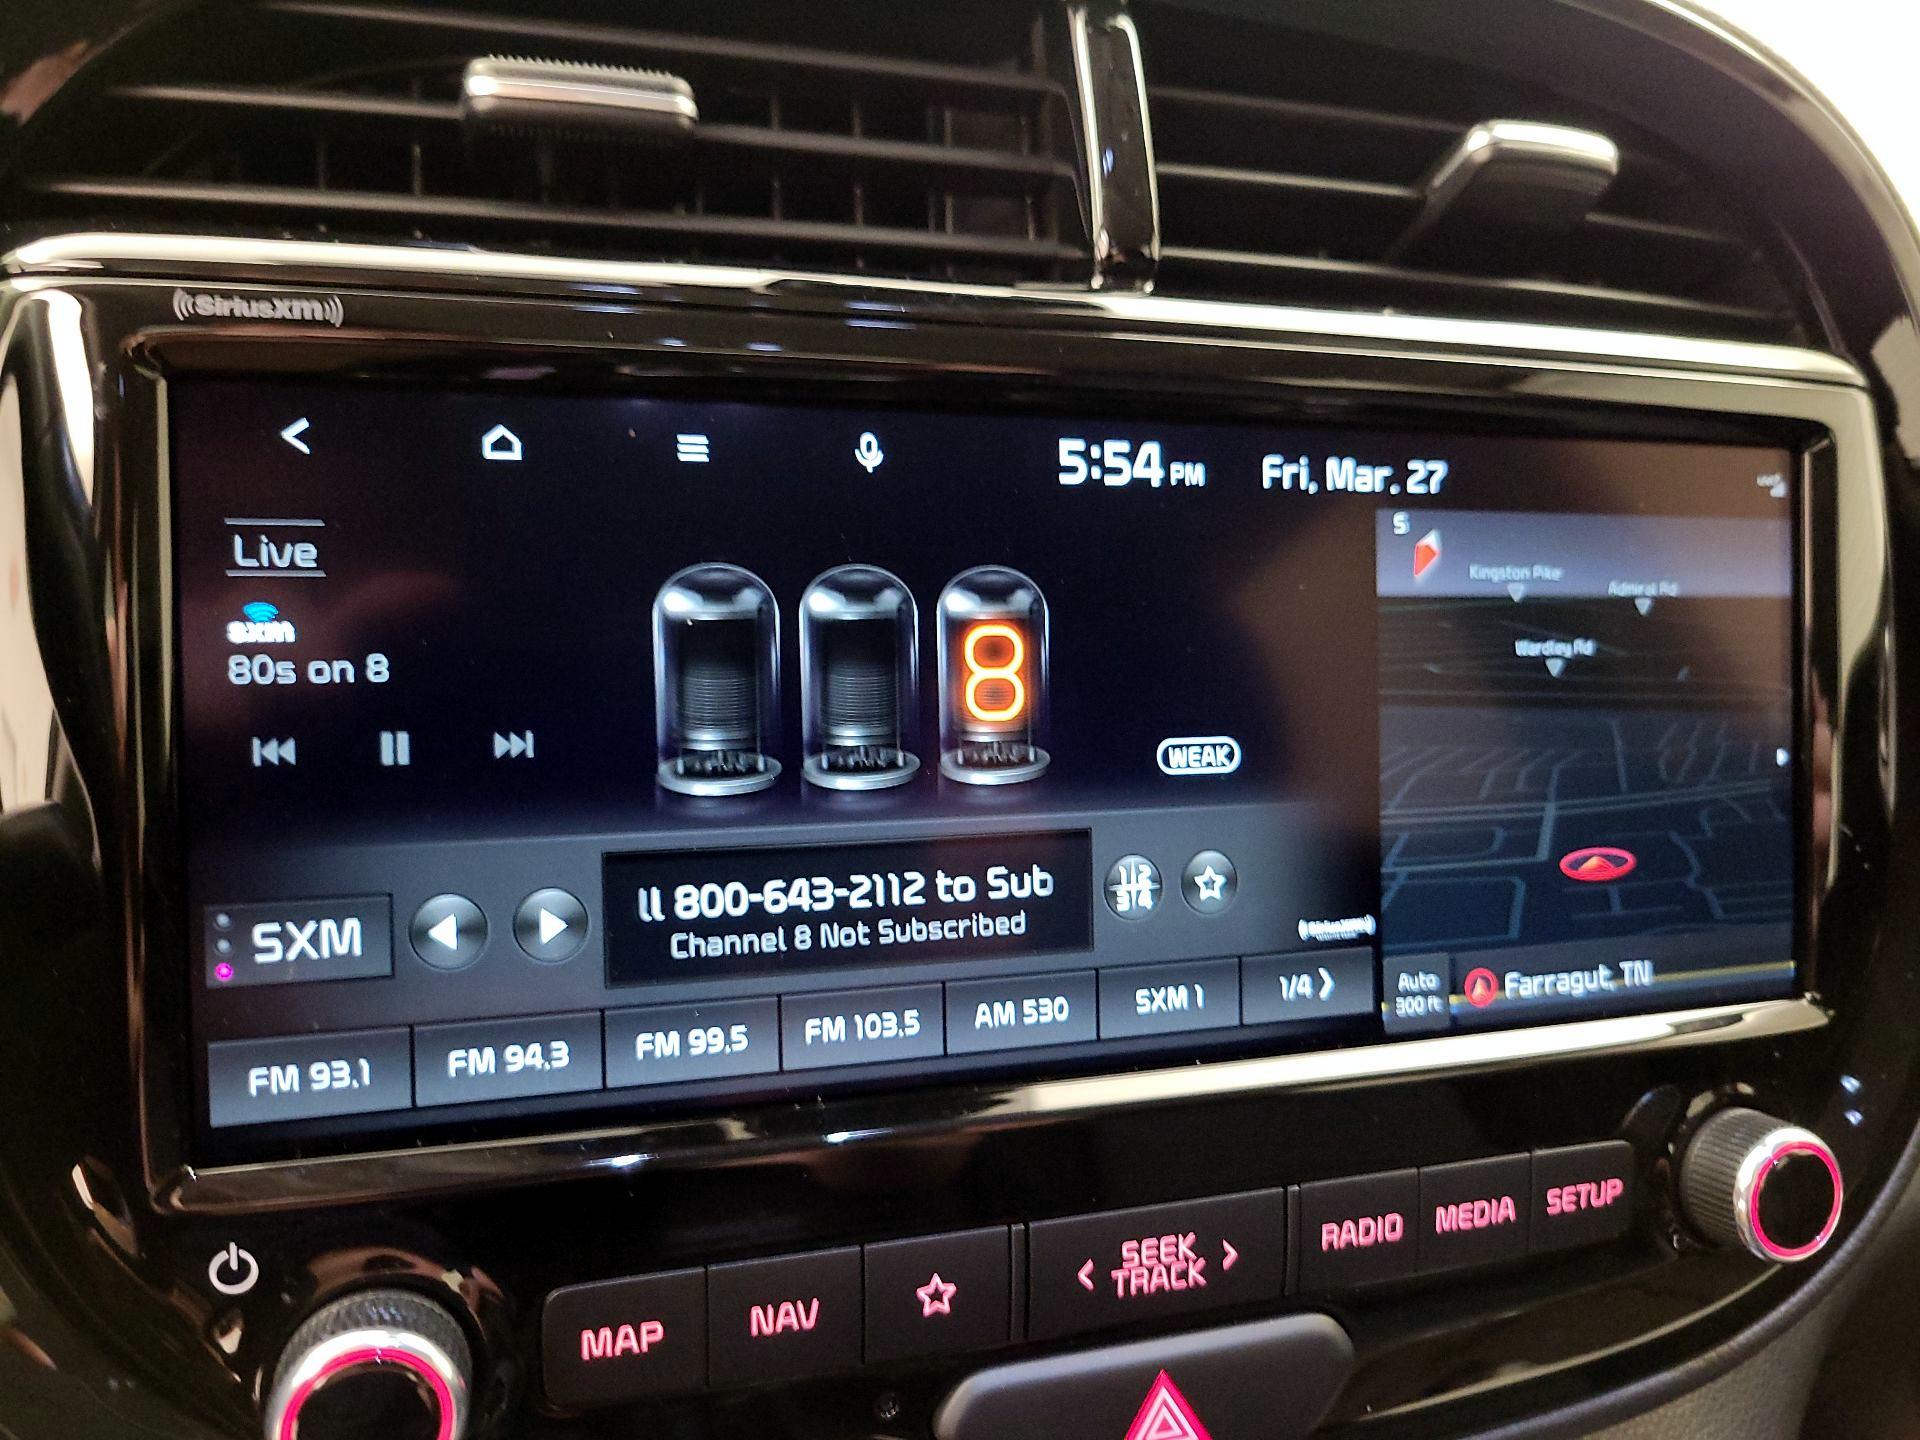 SiriusXM
5:54 PM
Fri, Mar. 27
Live
sxm
80s on 8
8
WEAK
S
Kingston Pike
Admiral Rd
Wardley Rd
SXM
ll 800-643-2112 to Sub
Channel 8 Not Subscribed
1 2
3 4
SiriusXM
Auto
300 ft
Farragut, TN
FM 93.1
FM 94.3
FM 99.5
FM 103.5
AM 530
SXM 1
1/4 >
MAP
NAV
< SEEK >
TRACK
RADIO
MEDIA
SETUP